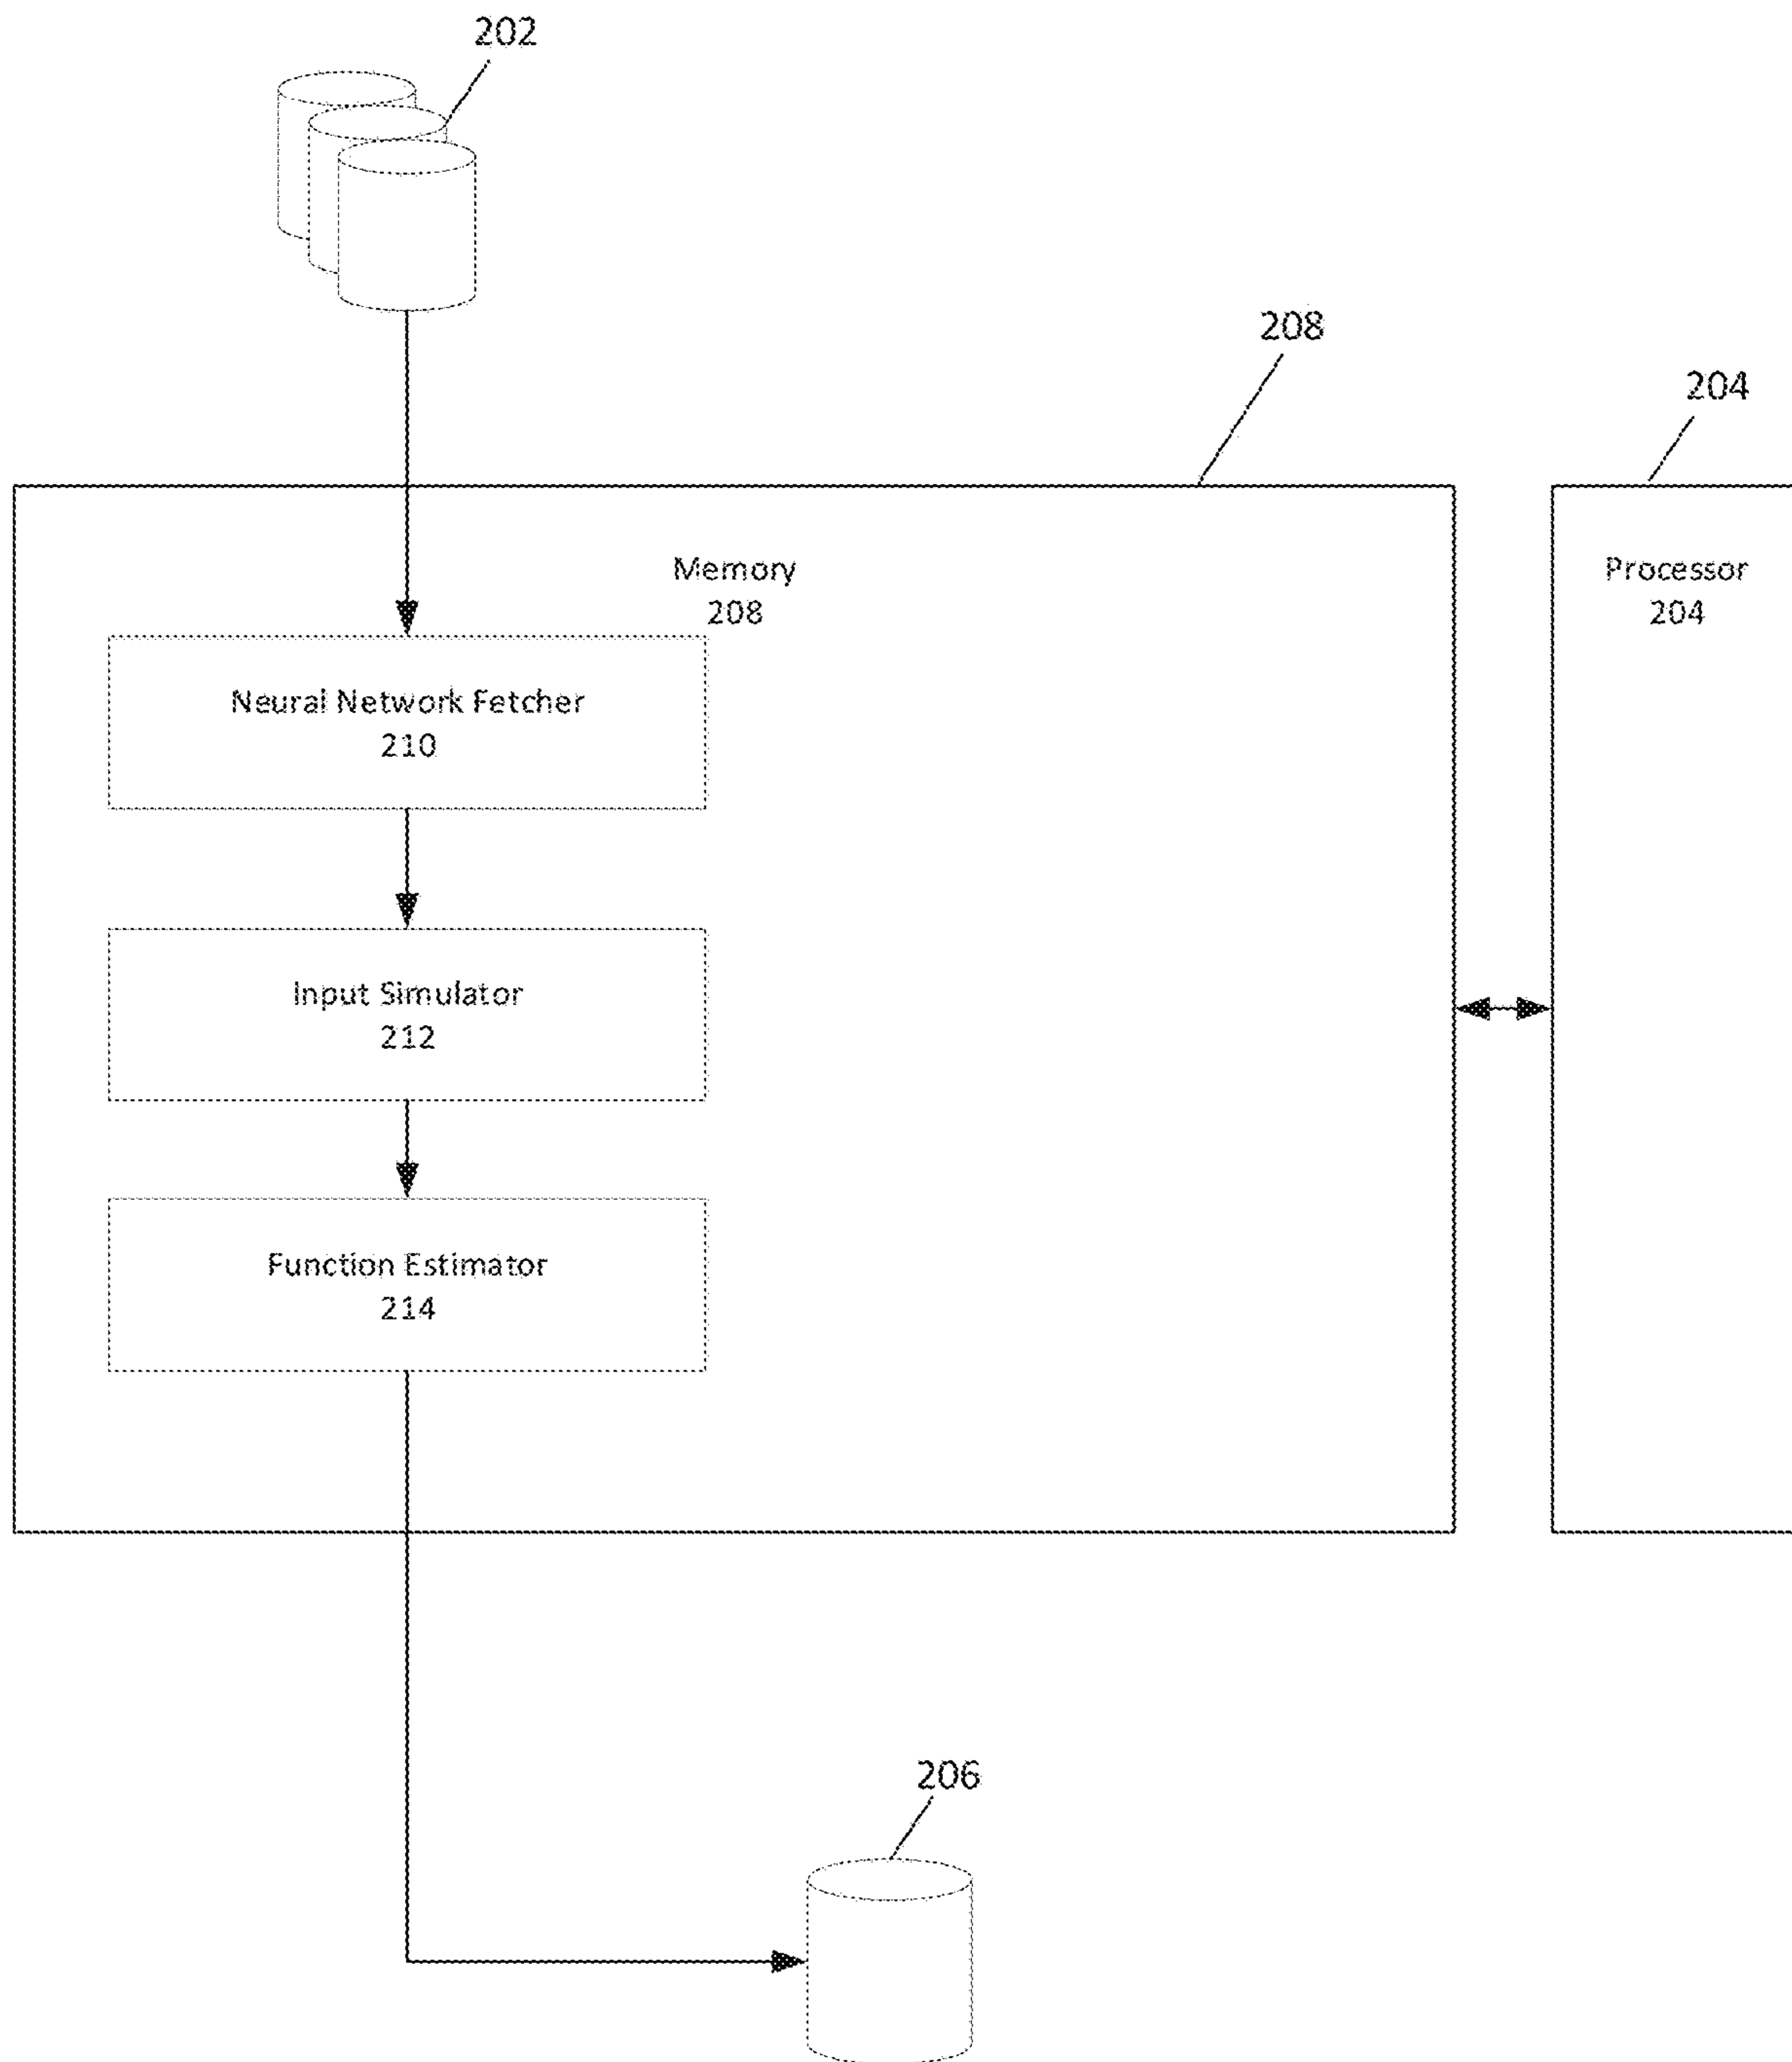 202
208
204
Memory
208
Processor
204
Neural Network Fetcher
210
Input Simulator
212
Function Estimator
214
206